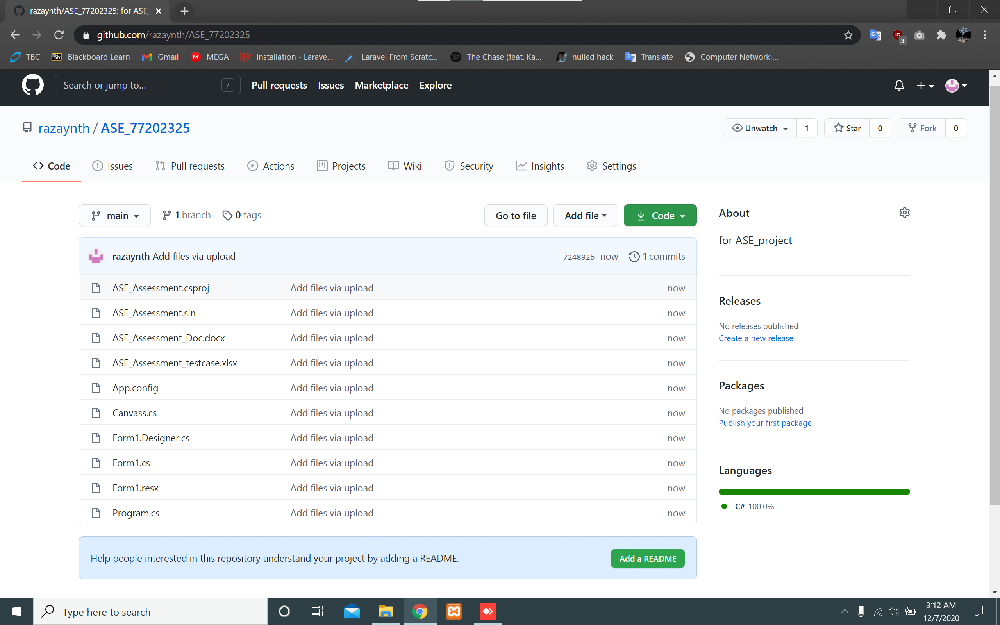 razaynth/ASE_77202325: for ASE_
github.com/razaynth/ASE_77202325
3
TBC
Bb Blackboard Learn
Gmail
M MEGA
Installation - Larave...
Laravel From Scratc...
The Chase (feat. Ka...
nulled hack
Translate
Computer Networki...
Search or jump to... /
Pull requests Issues Marketplace Explore
razaynth / ASE_77202325
Unwatch 1 Star 0 Fork 0
Code Issues Pull requests Actions Projects Wiki Security Insights Settings
main 1 branch 0 tags
Go to file Add file Code
razaynth Add files via upload 724892b now 1 commits
ASE_Assessment.csproj Add files via upload now
ASE_Assessment.sln Add files via upload now
ASE_Assessment_Doc.docx Add files via upload now
ASE_Assessment_testcase.xlsx Add files via upload now
App.config Add files via upload now
Canvass.cs Add files via upload now
Form1.Designer.cs Add files via upload now
Form1.cs Add files via upload now
Form1.resx Add files via upload now
Program.cs Add files via upload now
Help people interested in this repository understand your project by adding a README. Add a README
About
for ASE_project
Releases
No releases published
Create a new release
Packages
No packages published
Publish your first package
Languages
C# 100.0%
Type here to search
3:12 AM
12/7/2020